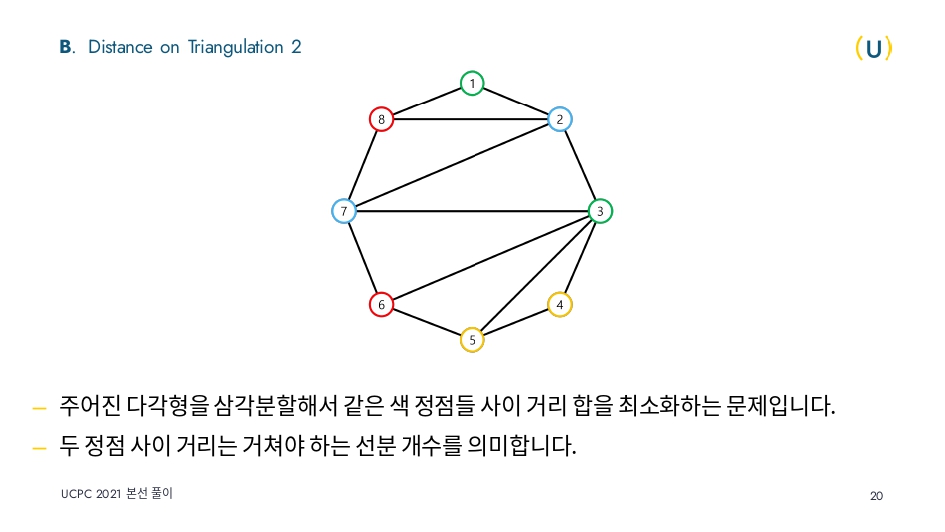 B. Distance on Triangulation 2
(U)
1
8
2
7
3
6
4
5
– 주어진 다각형을 삼각분할해서 같은 색 정점들 사이 거리 합을 최소화하는 문제입니다.
– 두 정점 사이 거리는 거쳐야 하는 선분 개수를 의미합니다.
UCPC 2021 본선 풀이
20